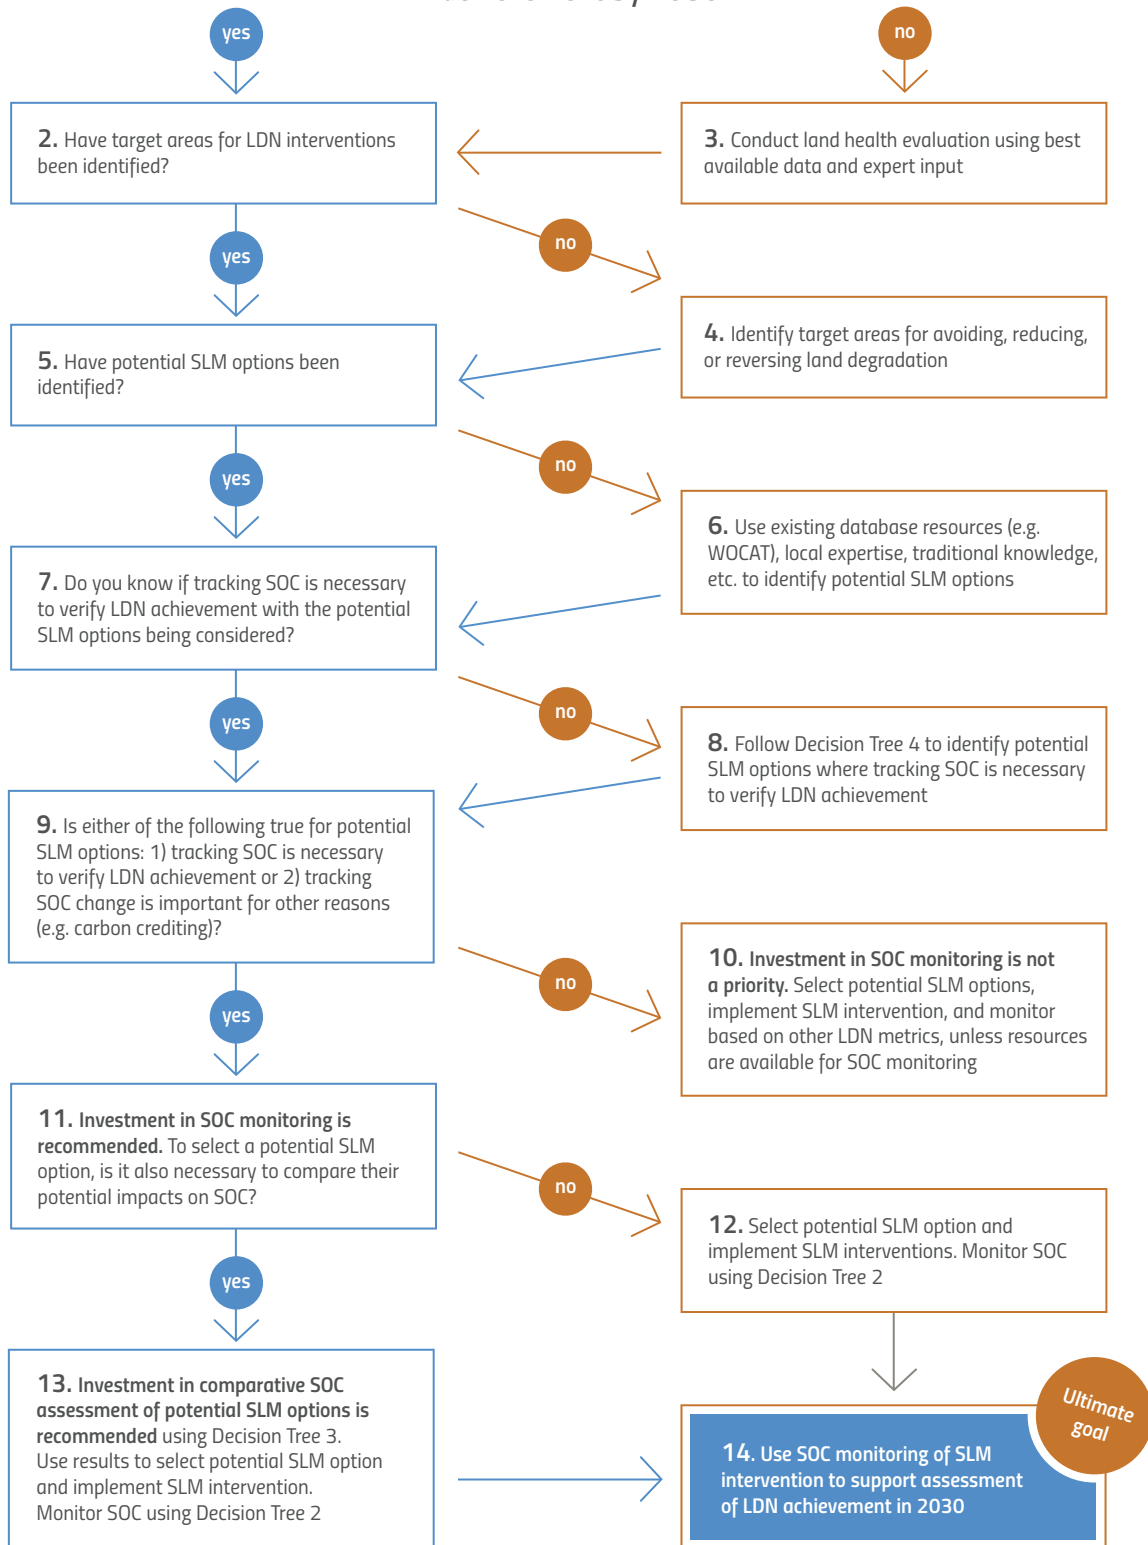 yes
no
2. Have target areas for LDN interventions
been identified?
3. Conduct land health evaluation using best
available data and expert input
yes
no
4. Identify target areas for avoiding, reducing,
or reversing land degradation
5. Have potential SLM options been
identified?
yes
no
6. Use existing database resources (e.g.
WOCAT), local expertise, traditional knowledge,
etc. to identify potential SLM options
7. Do you know if tracking SOC is necessary
to verify LDN achievement with the potential
SLM options being considered?
yes
no
8. Follow Decision Tree 4 to identify potential
SLM options where tracking SOC is necessary
to verify LDN achievement
9. Is either of the following true for potential
SLM options: 1) tracking SOC is necessary
to verify LDN achievement or 2) tracking
SOC change is important for other reasons
(e.g. carbon crediting)?
yes
no
10. Investment in SOC monitoring is not
a priority. Select potential SLM options,
implement SLM intervention, and monitor
based on other LDN metrics, unless resources
are available for SOC monitoring
11. Investment in SOC monitoring is
recommended. To select a potential SLM
option, is it also necessary to compare their
potential impacts on SOC?
yes
no
12. Select potential SLM option and
implement SLM interventions. Monitor SOC
using Decision Tree 2
13. Investment in comparative SOC
assessment of potential SLM options is
recommended using Decision Tree 3.
Use results to select potential SLM option
and implement SLM intervention.
Monitor SOC using Decision Tree 2
Ultimate
goal
14. Use SOC monitoring of SLM
intervention to support assessment
of LDN achievement in 2030